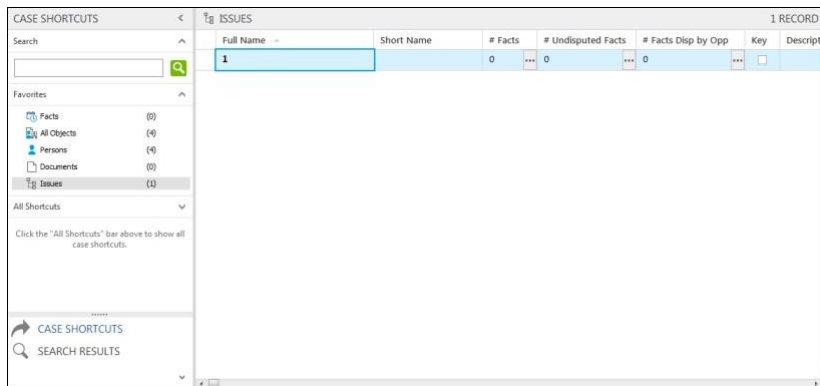 CASE SHORTCUTS
Search
Favorites
Facts (0)
All Objects (4)
Persons (4)
Documents (0)
Issues (1)
All Shortcuts
Click the "All Shortcuts" bar above to show all
case shortcuts.
CASE SHORTCUTS
SEARCH RESULTS
ISSUES 1 RECORD
Full Name Short Name # Facts # Undisputed Facts # Facts Disp by Opp Key Descript
1 0 ... 0 ... 0 ...